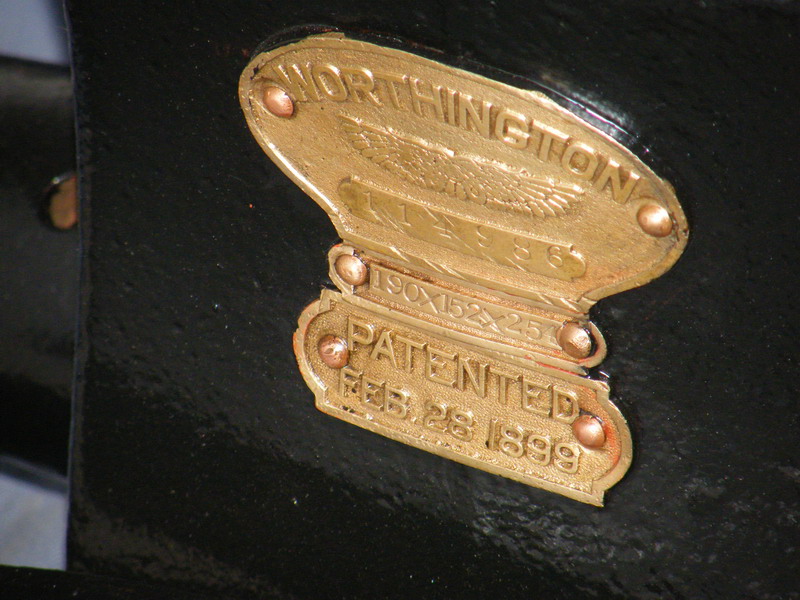 WORTHINGTON
190X152X254
PATENTED
FEB. 28 1899